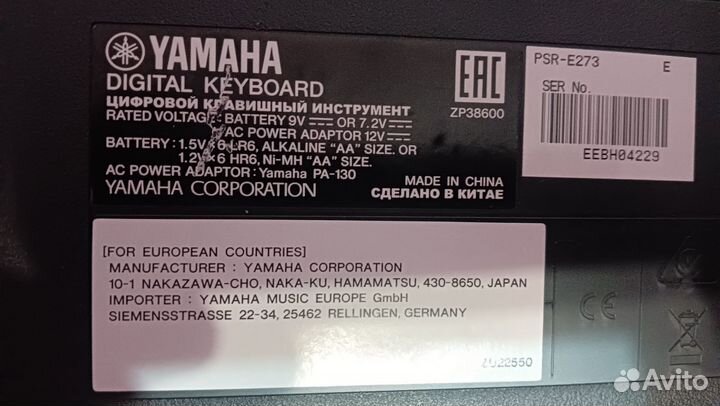 YAMAHA
DIGITAL KEYBOARD
ЦИФРОВОЙ КЛАВИШНЫЙ ИНСТРУМЕНТ
RATED VOLTAGE: BATTERY 9V OR 7.2V
AC POWER ADAPTOR 12V
BATTERY : 1.5V×6 LR6, ALKALINE "AA" SIZE. OR
1.2V×6 HR6, Ni-MH "AA" SIZE.
AC POWER ADAPTOR: Yamaha PA-130
YAMAHA CORPORATION
MADE IN CHINA
СДЕЛАНО В КИТАЕ
EAC
ZP38600
PSR-E273 E
SER No.
EEBH04229
[FOR EUROPEAN COUNTRIES]
MANUFACTURER : YAMAHA CORPORATION
10-1 NAKAZAWA-CHO, NAKA-KU, HAMAMATSU, 430-8650, JAPAN
IMPORTER : YAMAHA MUSIC EUROPE GmbH
SIEMENSSTRASSE 22-34, 25462 RELLINGEN, GERMANY
CE
Avito